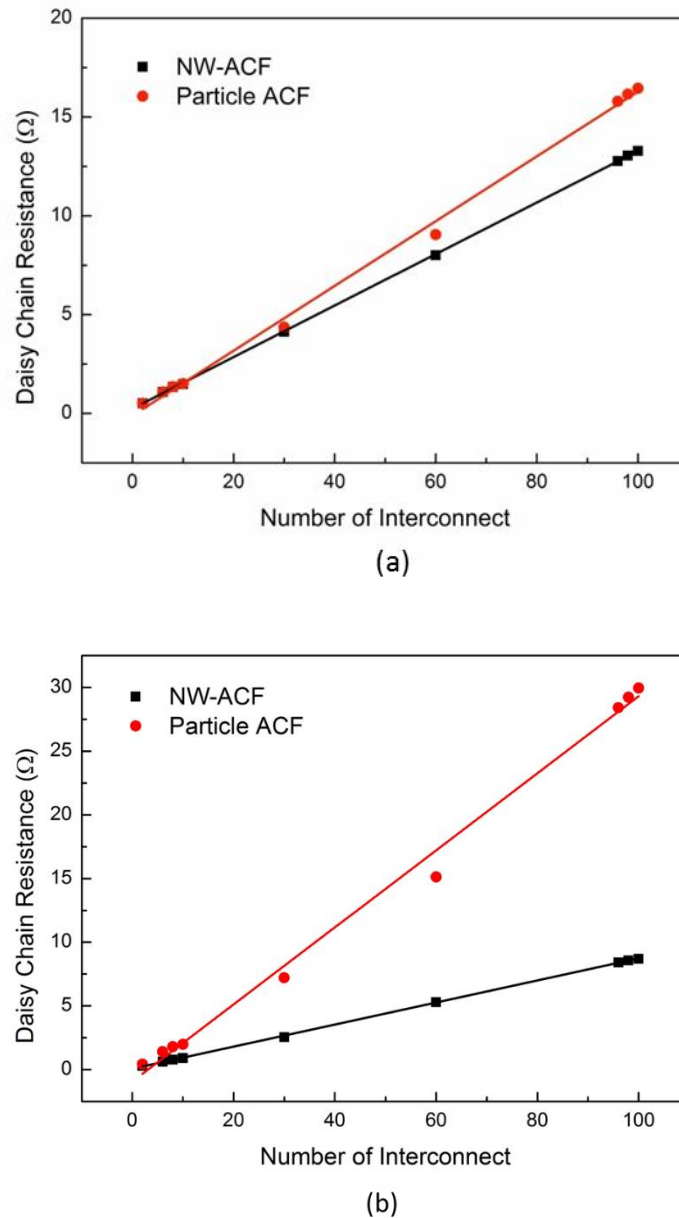 20
15
10
5
0
Daisy Chain Resistance (Ω)
NW-ACF
Particle ACF
0 20 40 60 80 100
Number of Interconnect
(a)
30
25
20
15
10
5
0
Daisy Chain Resistance (Ω)
NW-ACF
Particle ACF
0 20 40 60 80 100
Number of Interconnect
(b)